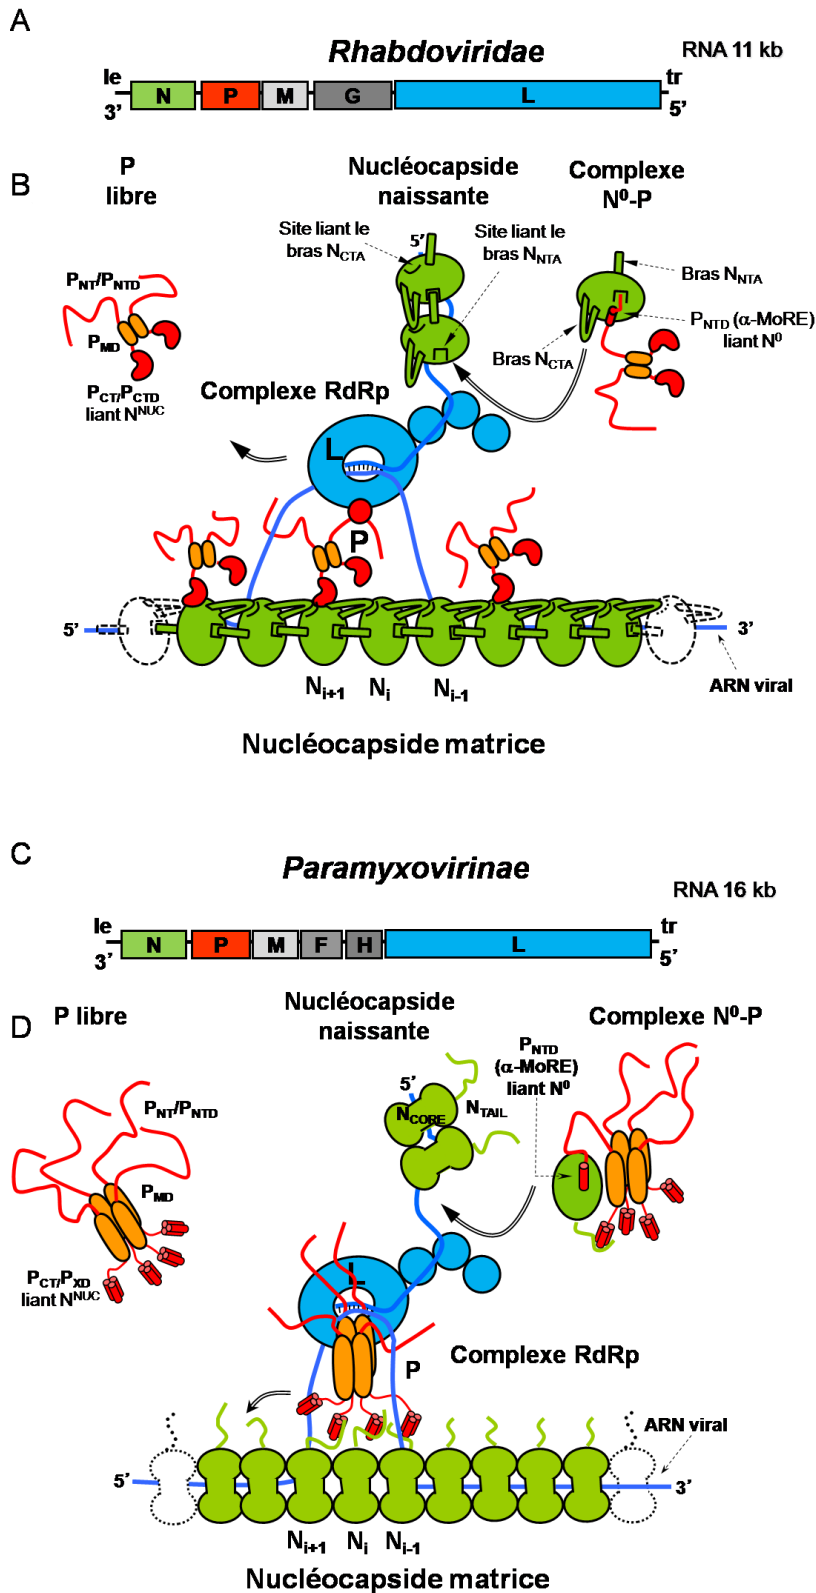 A
Rhabdoviridae
RNA 11 kb
le
tr
3’
N
P
M
G
L
5’
B
P
libre
Nucléocapside
naissante
Complexe
N⁰-P
Site liant le
bras NCTA
5’
Site liant le
bras NNTA
PNT/PNTD
PMD
PCT/PCTD
liant NNUC
Bras NNTA
PNTD (α-MoRE)
liant N⁰
Bras NCTA
Complexe RdRp
L
P
5’
3’
Ni+1
Ni
Ni-1
ARN viral
Nucléocapside matrice
C
Paramyxovirinae
RNA 16 kb
le
tr
3’
N
P
M
F
H
L
5’
D
P libre
Nucléocapside
naissante
Complexe N⁰-P
PNTD
(α-MoRE)
liant N⁰
5’
NCORE
NTAIL
PNT/PNTD
PMD
PCT/PXD
liant NNUC
L
Complexe RdRp
P
ARN viral
5’
3’
Ni+1
Ni
Ni-1
Nucléocapside matrice